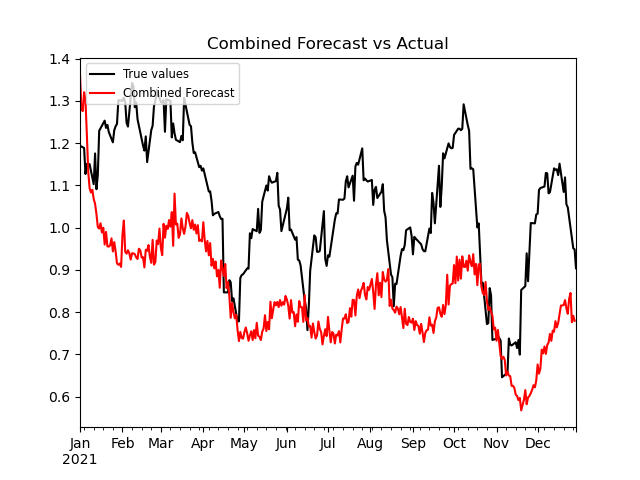 Combined Forecast vs Actual
True values
Combined Forecast
1.4
1.3
1.2
1.1
1.0
0.9
0.8
0.7
0.6
Jan Feb Mar Apr May Jun Jul Aug Sep Oct Nov Dec
2021